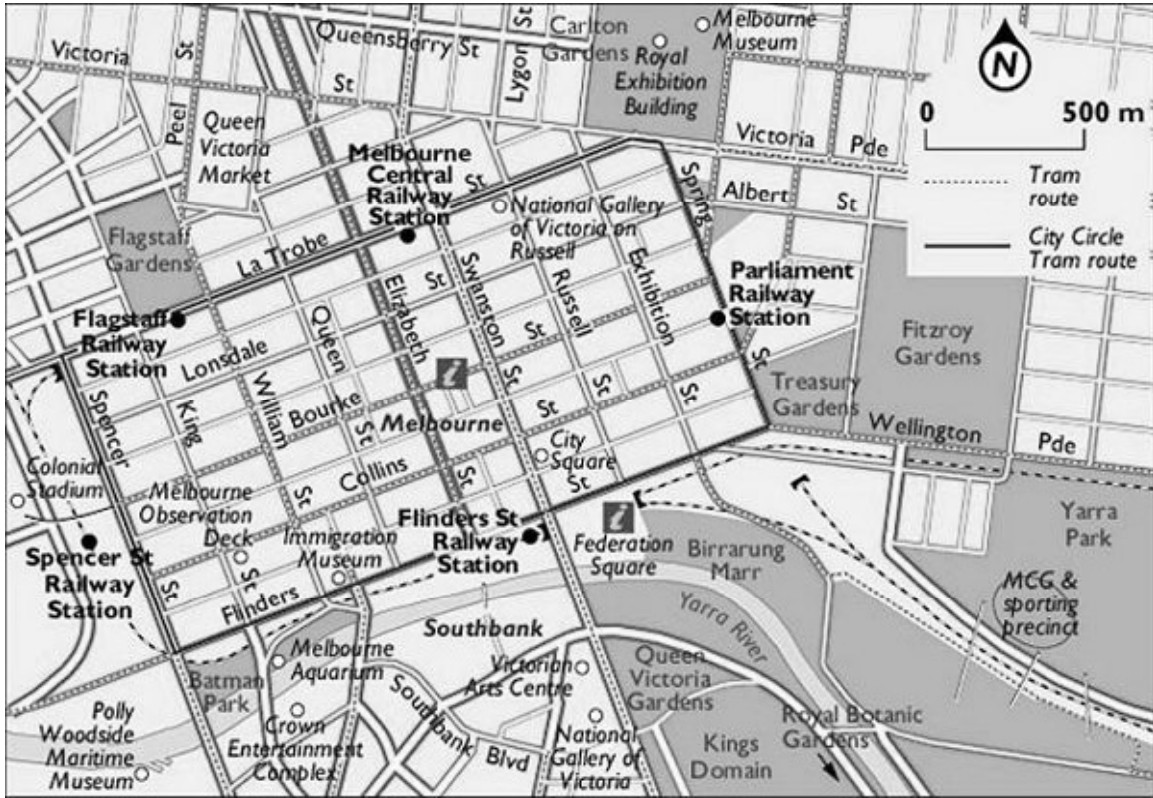 Victoria
St
Peel
St
Queensberry St
Lygon St
Carlton
Gardens
Royal
Exhibition
Building
Melbourne
Museum
N
0 500 m
Tram
route
City Circle
Tram route
Victoria
Pde
Albert
St
Queen
Victoria
Market
Melbourne
Central
Railway
Station
St
National Gallery
of Victoria on
Russell
Spring
St
Flagstaff
Gardens
La Trobe
Flagstaff
Railway
Station
Lonsdale
St
Queen
St
Elizabeth
St
Swanston
St
Russell
St
Exhibition
St
Parliament
Railway
Station
Fitzroy
Gardens
Treasury
Gardens
Wellington
Pde
Spencer
St
King
St
William
St
Bourke
St
i
Melbourne
Collins
St
City
Square
St
Colonial
Stadium
Melbourne
Observation
Deck
Immigration
Museum
Flinders St
Railway
Station
i
Federation
Square
Birrarung
Marr
Yarra
Park
MCG &
sporting
precinct
Spencer St
Railway
Station
Flinders
Southbank
Yarra River
Batman
Park
Melbourne
Aquarium
Southbank
Blvd
Victorian
Arts Centre
Queen
Victoria
Gardens
Polly
Woodside
Maritime
Museum
Crown
Entertainment
Complex
National
Gallery of
Victoria
Kings
Domain
Royal Botanic
Gardens